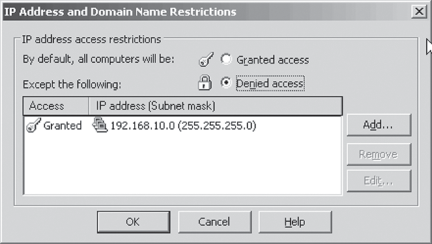 IP Address and Domain Name Restrictions
IP address access restrictions
By default, all computers will be:
Granted access
Except the following:
Denied access
Access IP address (Subnet mask)
Granted 192.168.10.0 (255.255.255.0)
Add...
Remove
Edit...
OK Cancel Help